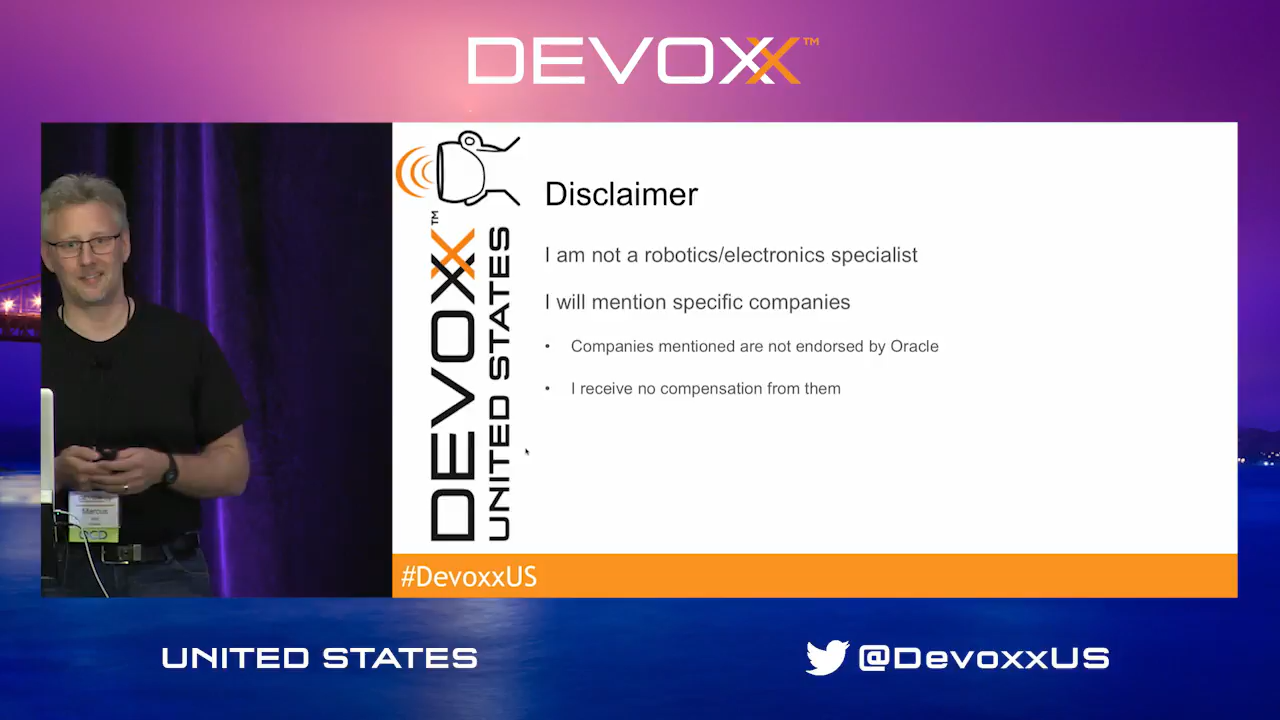 DEVOXX™
DEVOXX™
UNITED STATES
Disclaimer
I am not a robotics/electronics specialist
I will mention specific companies
• Companies mentioned are not endorsed by Oracle
• I receive no compensation from them
Marcus
#DevoxxUS
UNITED STATES
@DevoxxUS